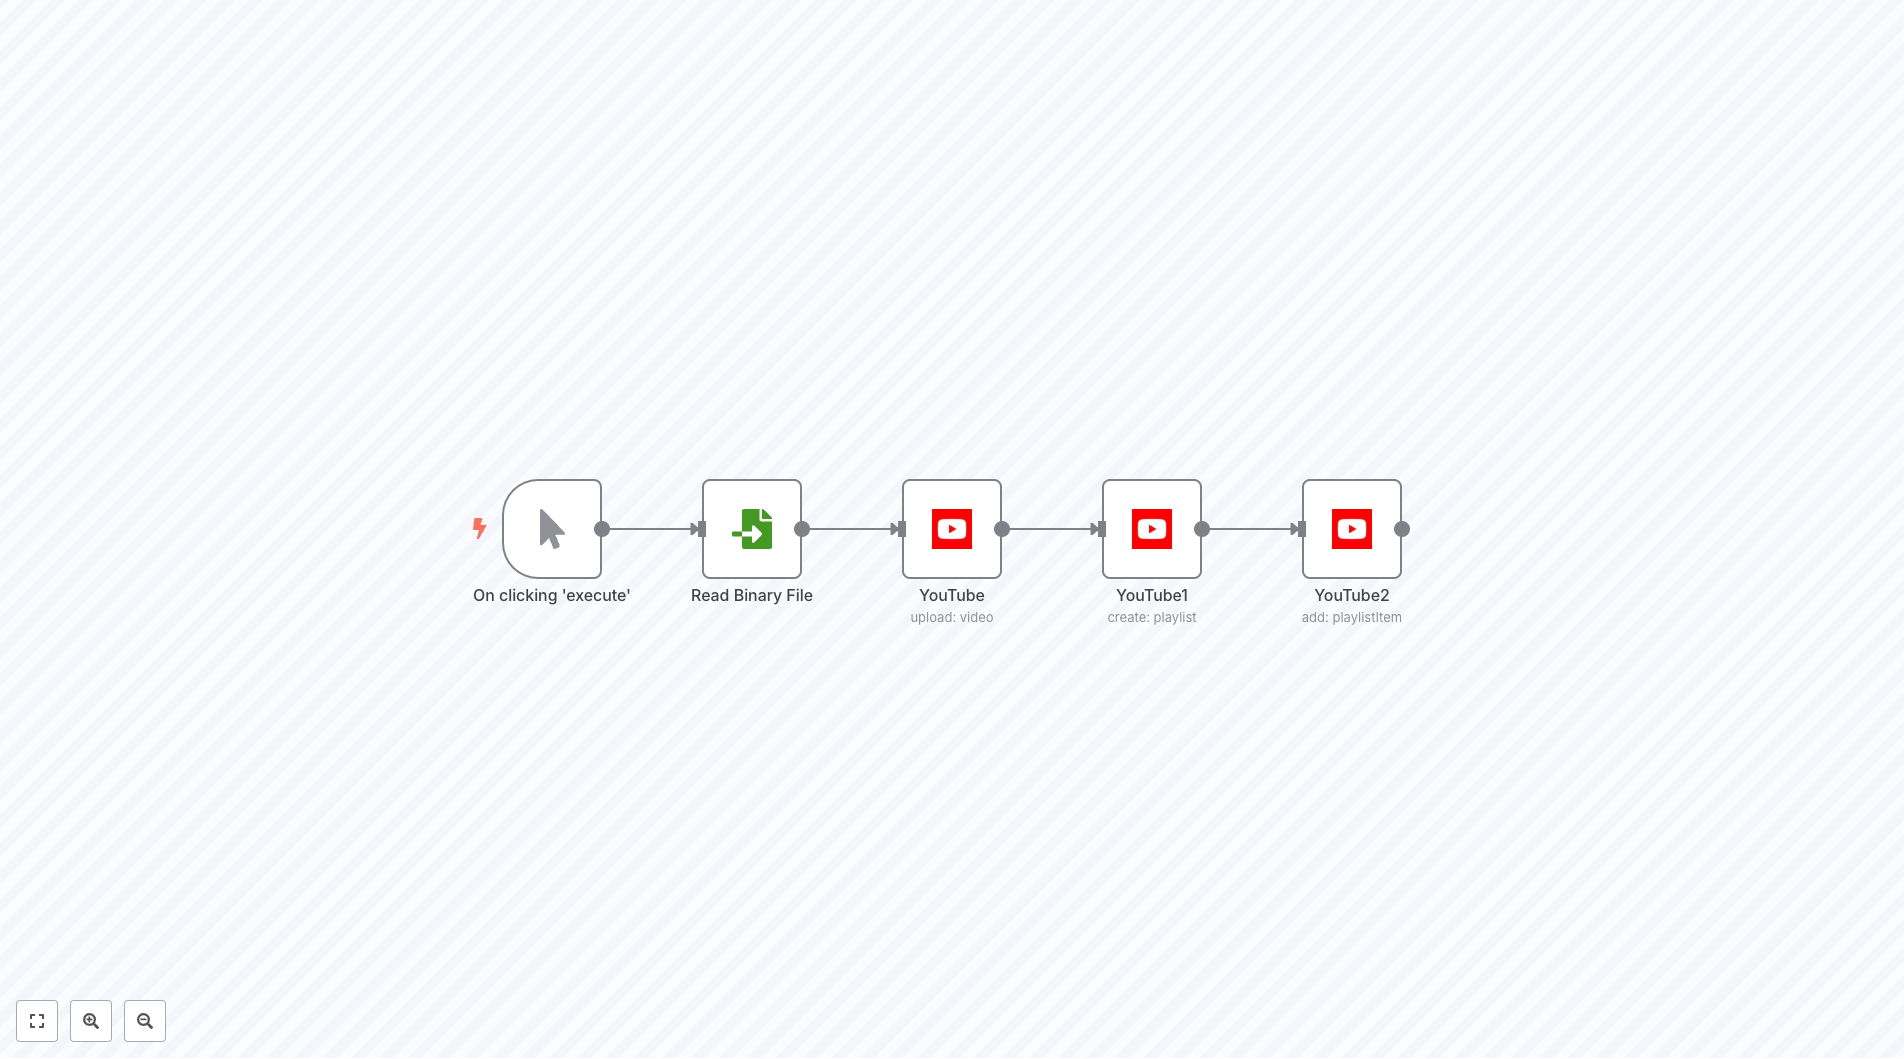 On clicking 'execute'
Read Binary File
YouTube
upload: video
YouTube1
create: playlist
YouTube2
add: playlistItem